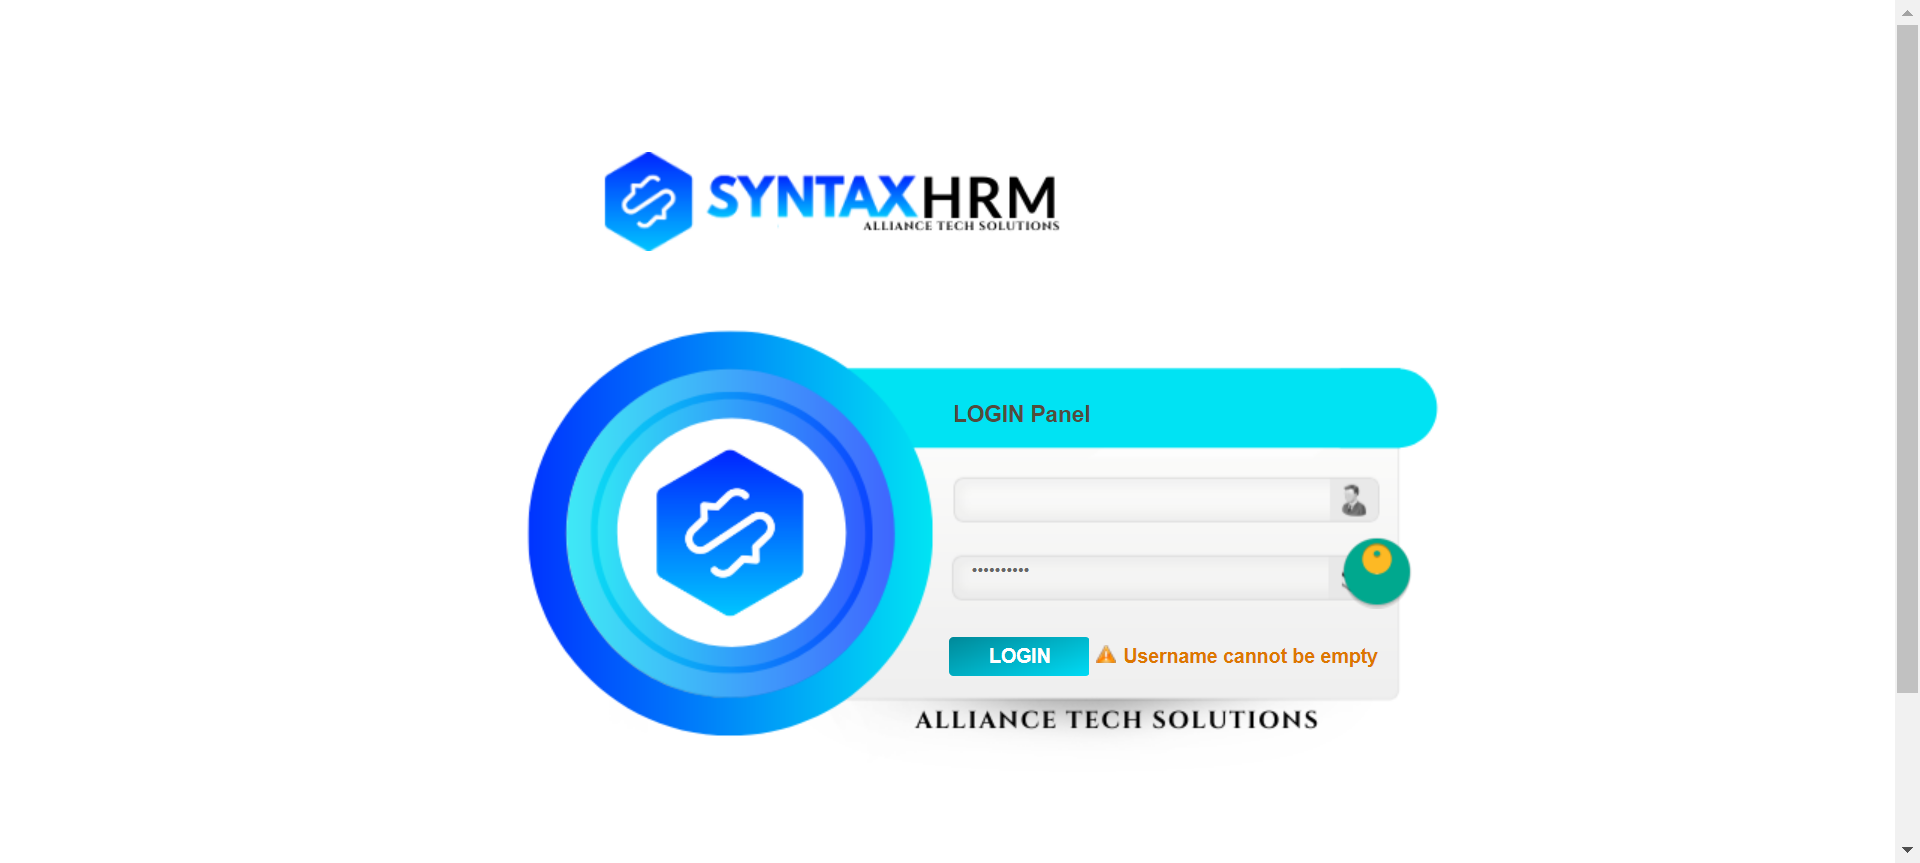 SYNTAXHRM
ALLIANCE TECH SOLUTIONS
LOGIN Panel
••••••••••
LOGIN
Username cannot be empty
ALLIANCE TECH SOLUTIONS